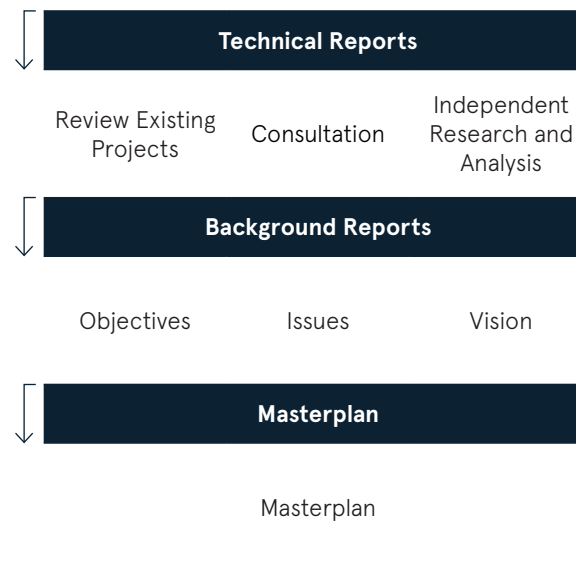 Technical Reports
Review Existing
Projects
Consultation
Independent
Research and
Analysis
Background Reports
Objectives
Issues
Vision
Masterplan
Masterplan